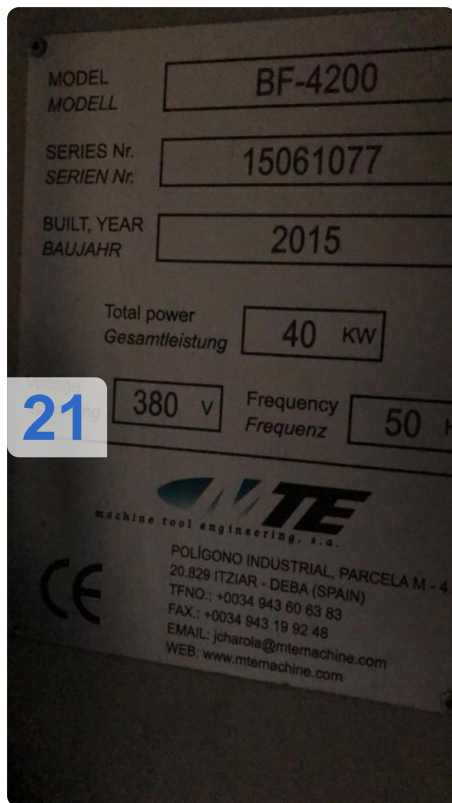 MODEL
MODELL
BF-4200
SERIES Nr.
SERIEN Nr.
15061077
BUILT, YEAR
BAUJAHR
2015
Total power
Gesamtleistung
40 KW
21
380 V
Frequency
Frequenz
50
MTE
machine tool engineering, s.a.
CE
POLÍGONO INDUSTRIAL, PARCELA M - 4
20.829 ITZIAR - DEBA (SPAIN)
TFNO.: +0034 943 60 63 83
FAX.: +0034 943 19 92 48
EMAIL: jcharola@mtemachine.com
WEB: www.mtemachine.com